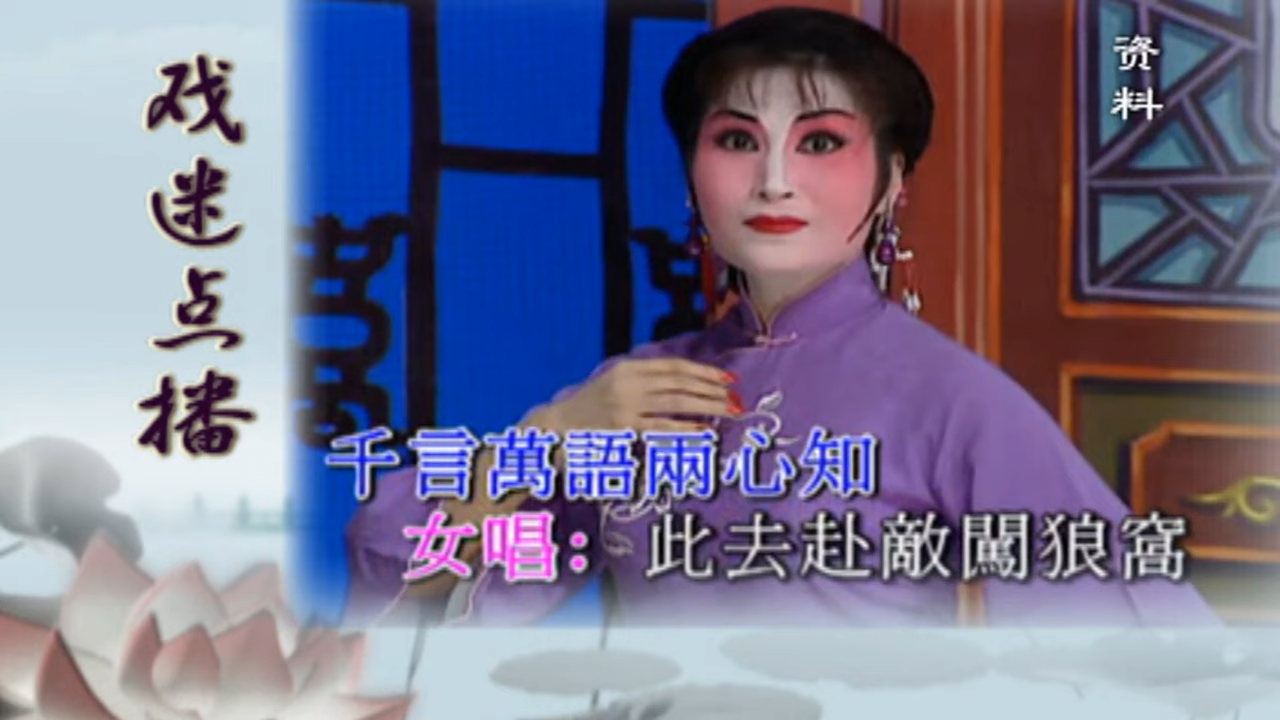 戏迷点播
资料
千言萬語兩心知
女唱：此去赴敵闖狼窩